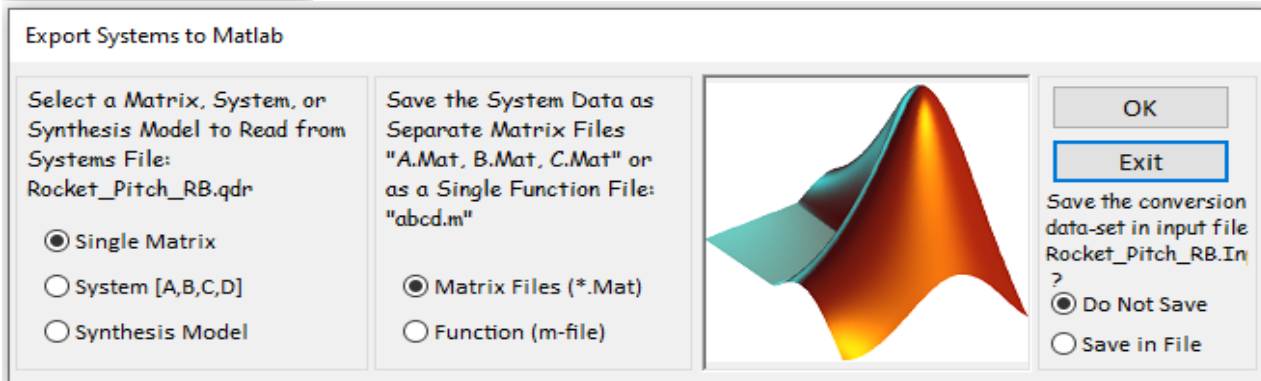 Export Systems to Matlab
Select a Matrix, System, or
Synthesis Model to Read from
Systems File:
Rocket_Pitch_RB.qdr
Single Matrix
System [A,B,C,D]
Synthesis Model
Save the System Data as
Separate Matrix Files
"A.Mat, B.Mat, C.Mat" or
as a Single Function File:
"abcd.m"
Matrix Files (*.Mat)
Function (m-file)
OK
Exit
Save the conversion
data-set in input file
Rocket_Pitch_RB.In
?
Do Not Save
Save in File